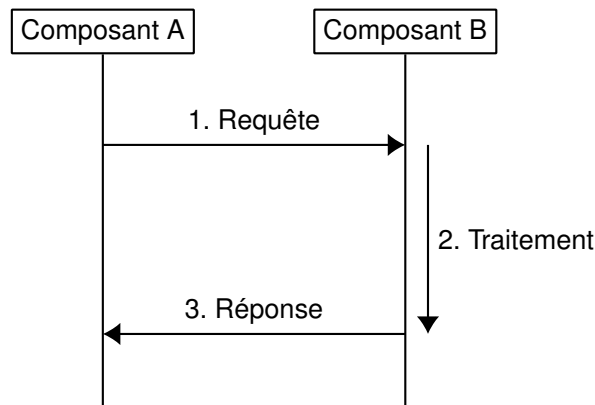 Composant A
Composant B
1. Requête
2. Traitement
3. Réponse